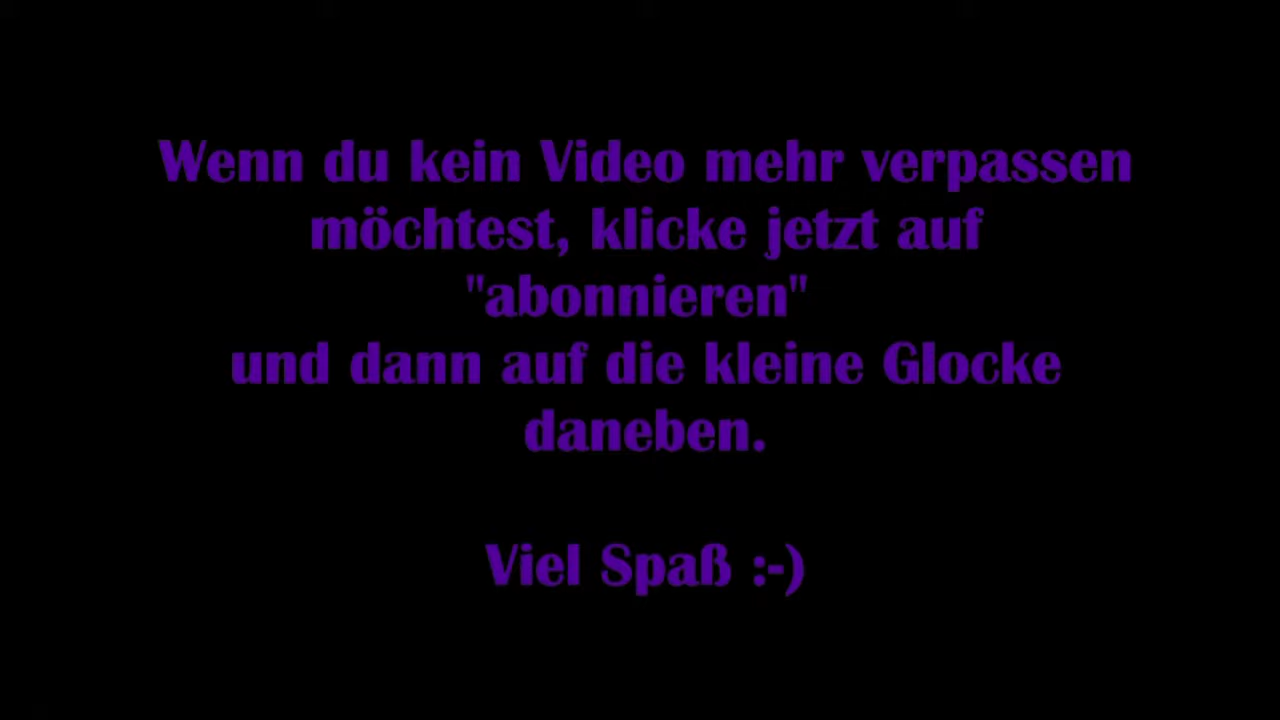 Wenn du kein Video mehr verpassen
möchtest, klicke jetzt auf
"abonnieren"
und dann auf die kleine Glocke
daneben.
Viel Spaß :-)